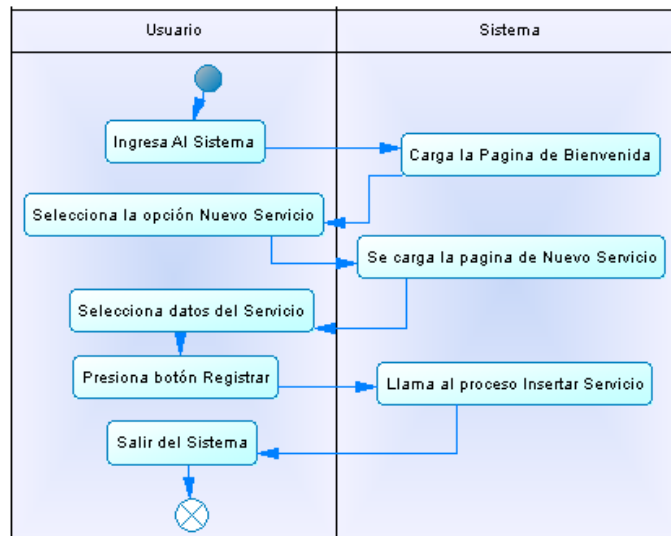 Usuario
Sistema
Ingresa Al Sistema
Carga la Pagina de Bienvenida
Selecciona la opción Nuevo Servicio
Se carga la pagina de Nuevo Servicio
Selecciona datos del Servicio
Presiona botón Registrar
Llama al proceso Insertar Servicio
Salir del Sistema